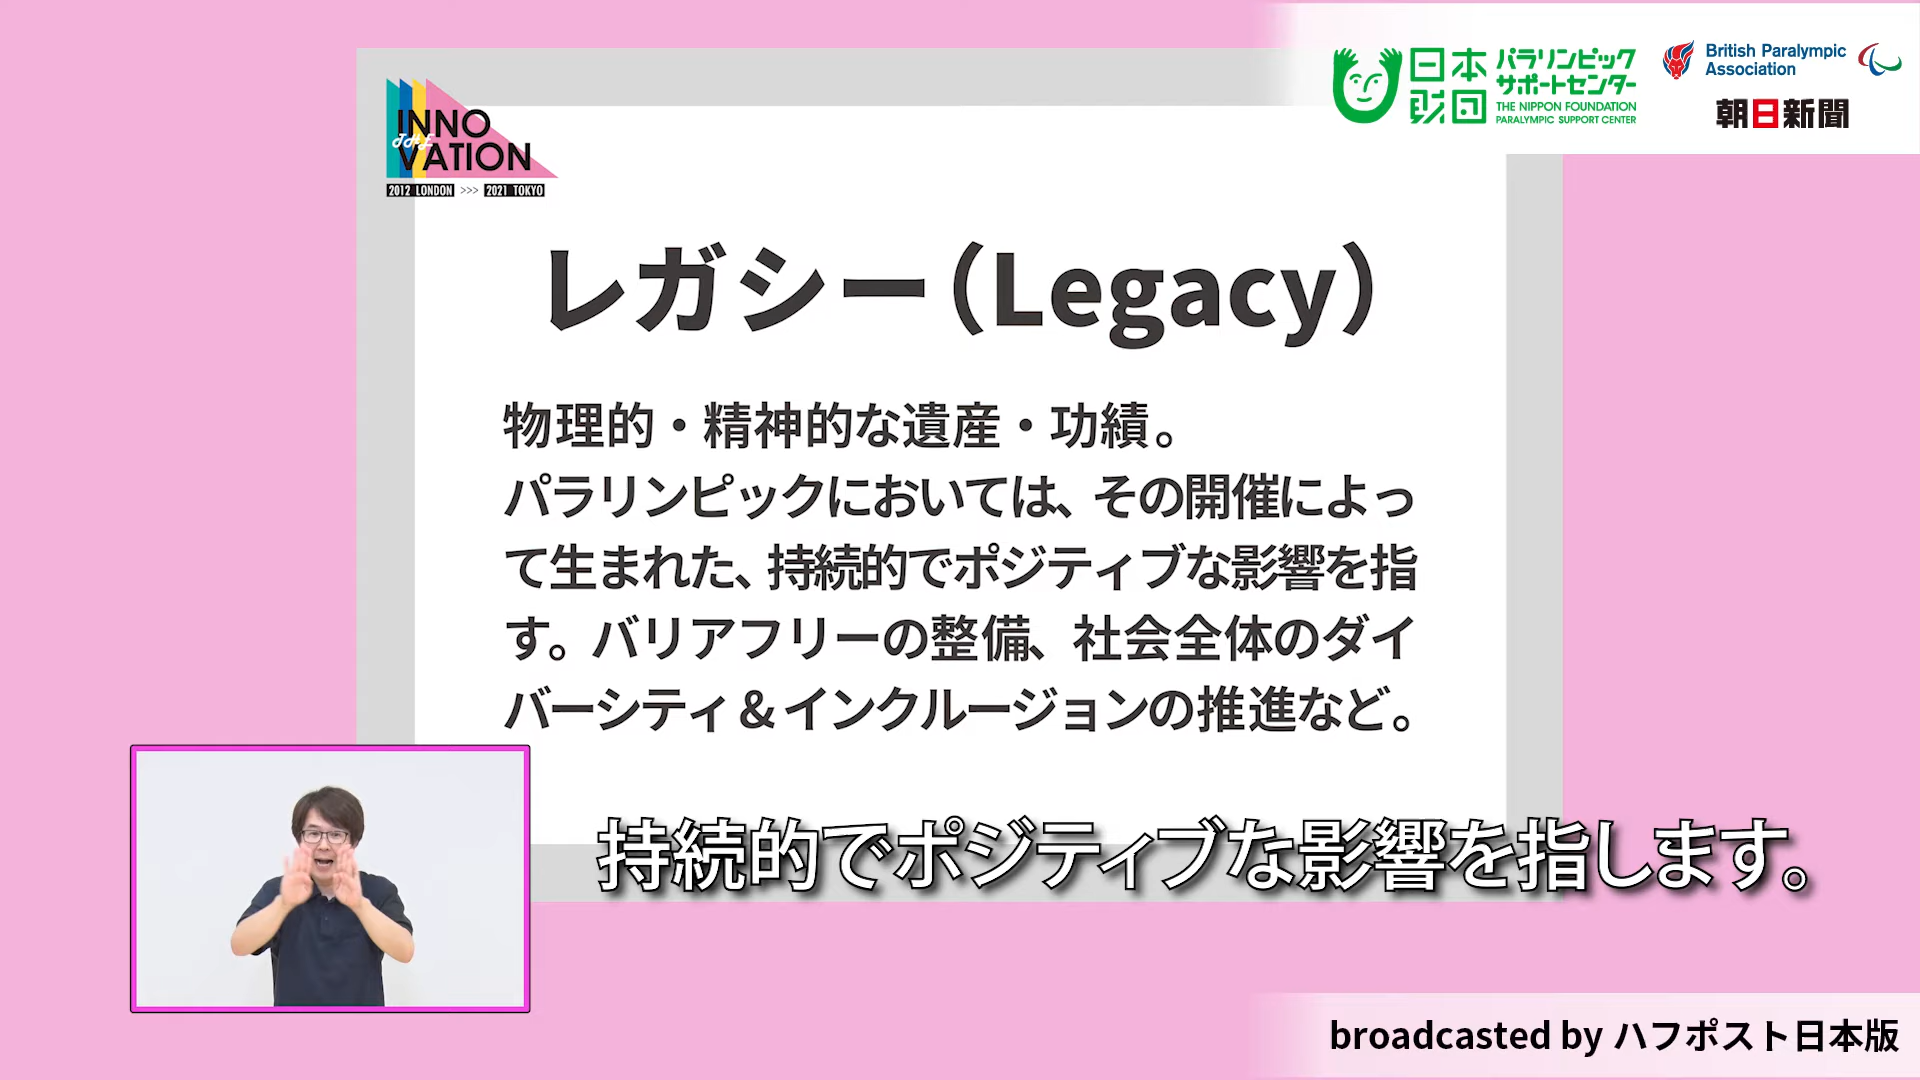 INNO
THE
VATION
2012 LONDON >>> 2021 TOKYO
日本財団
パラリンピック
サポートセンター
THE NIPPON FOUNDATION
PARALYMPIC SUPPORT CENTER
British Paralympic
Association
朝日新聞
レガシー（Legacy）
物理的・精神的な遺産・功績。
パラリンピックにおいては、その開催によっ
て生まれた、持続的でポジティブな影響を指
す。バリアフリーの整備、社会全体のダイ
バーシティ＆インクルージョンの推進など。
持続的でポジティブな影響を指します。
broadcasted by ハフポスト日本版